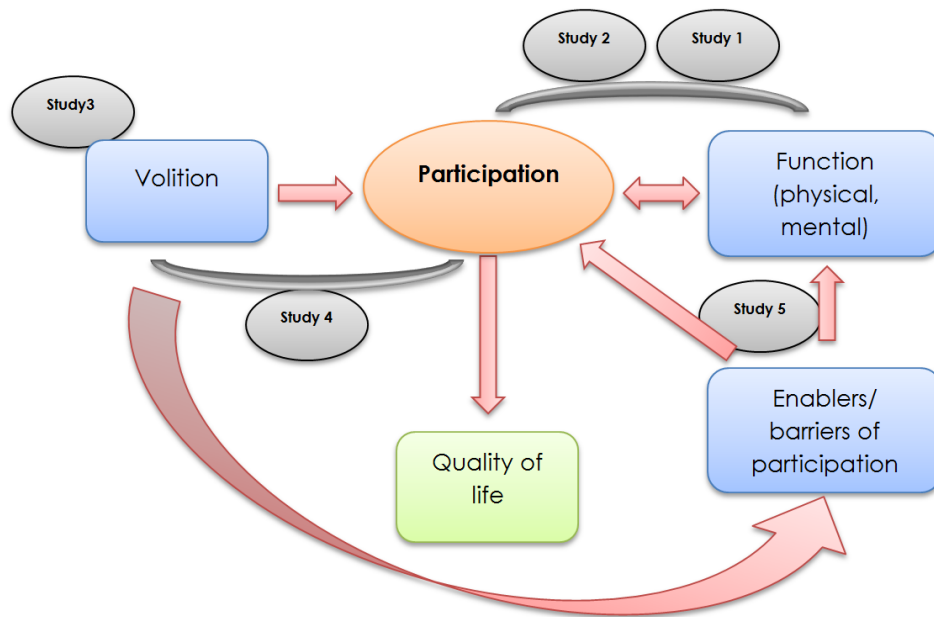 Study 2
Study 1
Study3
Volition
Participation
Function
(physical,
mental)
Study 4
Study 5
Enablers/
barriers of
participation
Quality of
life